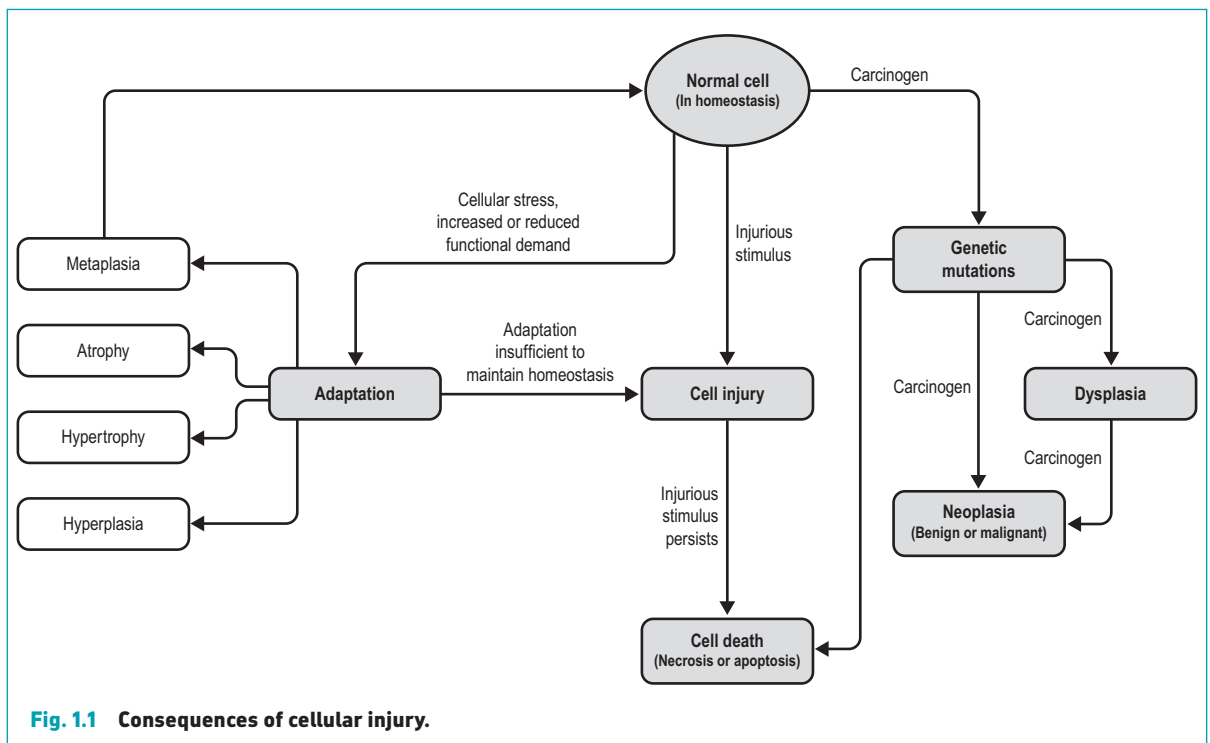 Normal cell
(In homeostasis)
Carcinogen
Cellular stress,
increased or reduced
functional demand
Injurious
stimulus
Genetic
mutations
Metaplasia
Atrophy
Hypertrophy
Hyperplasia
Adaptation
Adaptation
insufficient to
maintain homeostasis
Cell injury
Carcinogen
Carcinogen
Dysplasia
Carcinogen
Injurious
stimulus
persists
Neoplasia
(Benign or malignant)
Cell death
(Necrosis or apoptosis)
Fig. 1.1 Consequences of cellular injury.